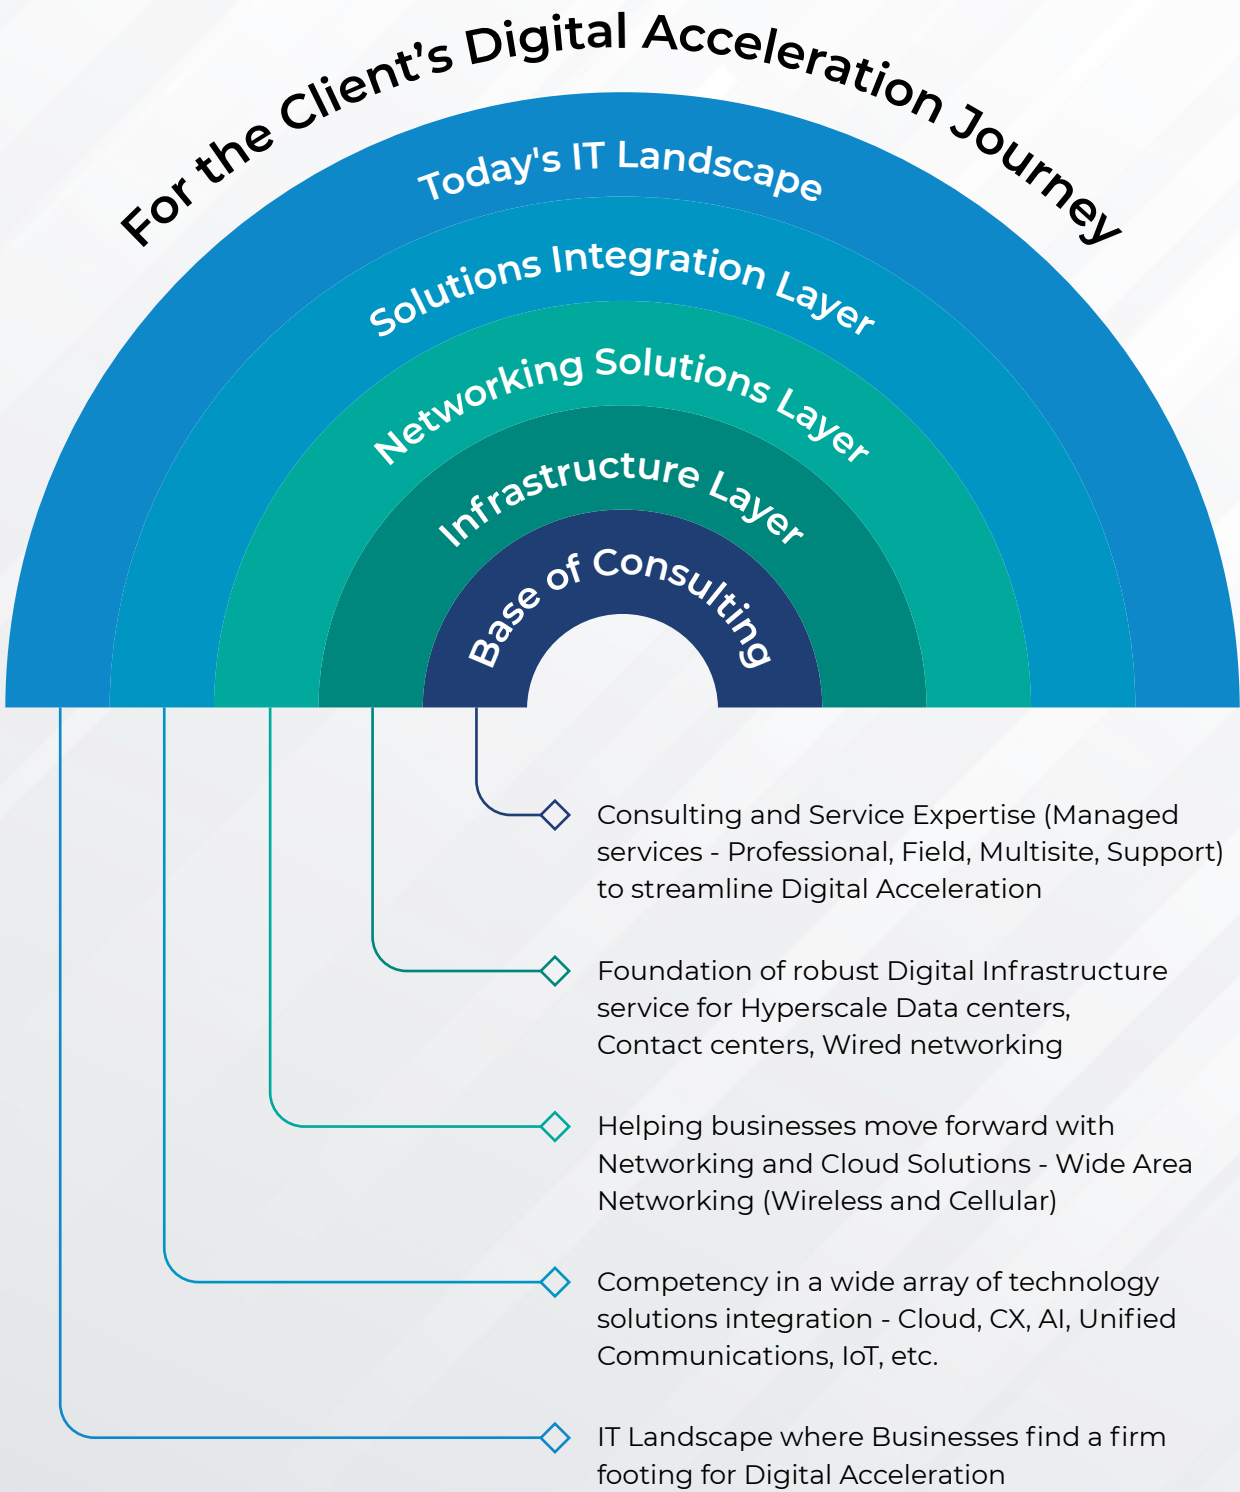 For the Client’s Digital Acceleration Journey
Today's IT Landscape
Solutions Integration Layer
Networking Solutions Layer
Infrastructure Layer
Base of Consulting
Consulting and Service Expertise (Managed
services - Professional, Field, Multisite, Support)
to streamline Digital Acceleration
Foundation of robust Digital Infrastructure
service for Hyperscale Data centers,
Contact centers, Wired networking
Helping businesses move forward with
Networking and Cloud Solutions - Wide Area
Networking (Wireless and Cellular)
Competency in a wide array of technology
solutions integration - Cloud, CX, AI, Unified
Communications, IoT, etc.
IT Landscape where Businesses find a firm
footing for Digital Acceleration